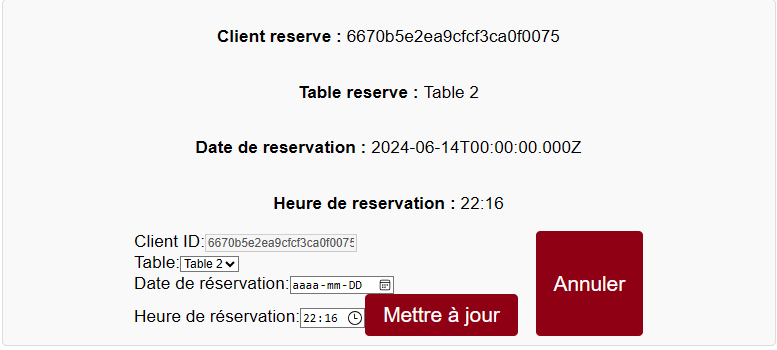 Client reserve : 6670b5e2ea9cfcf3ca0f0075
Table reserve : Table 2
Date de reservation : 2024-06-14T00:00:00.000Z
Heure de reservation : 22:16
Client ID: 6670b5e2ea9cfcf3ca0f0075
Table: Table 2
Date de réservation: aaaa-mm-DD
Heure de réservation: 22:16 Mettre à jour
Annuler